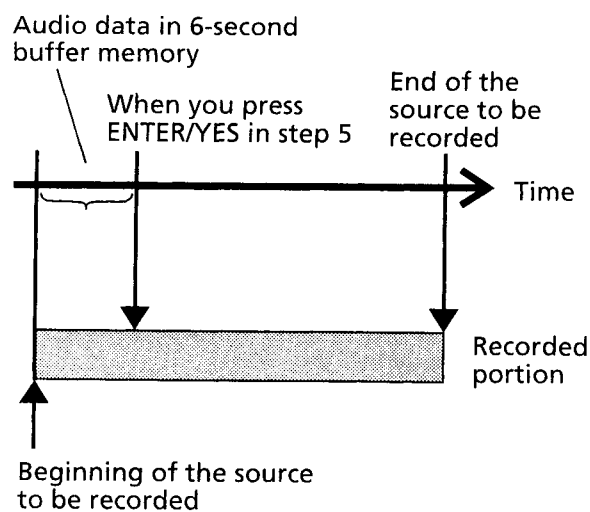 Audio data in 6-second
buffer memory
When you press
ENTER/YES in step 5
End of the
source to be
recorded
Time
Recorded
portion
Beginning of the source
to be recorded